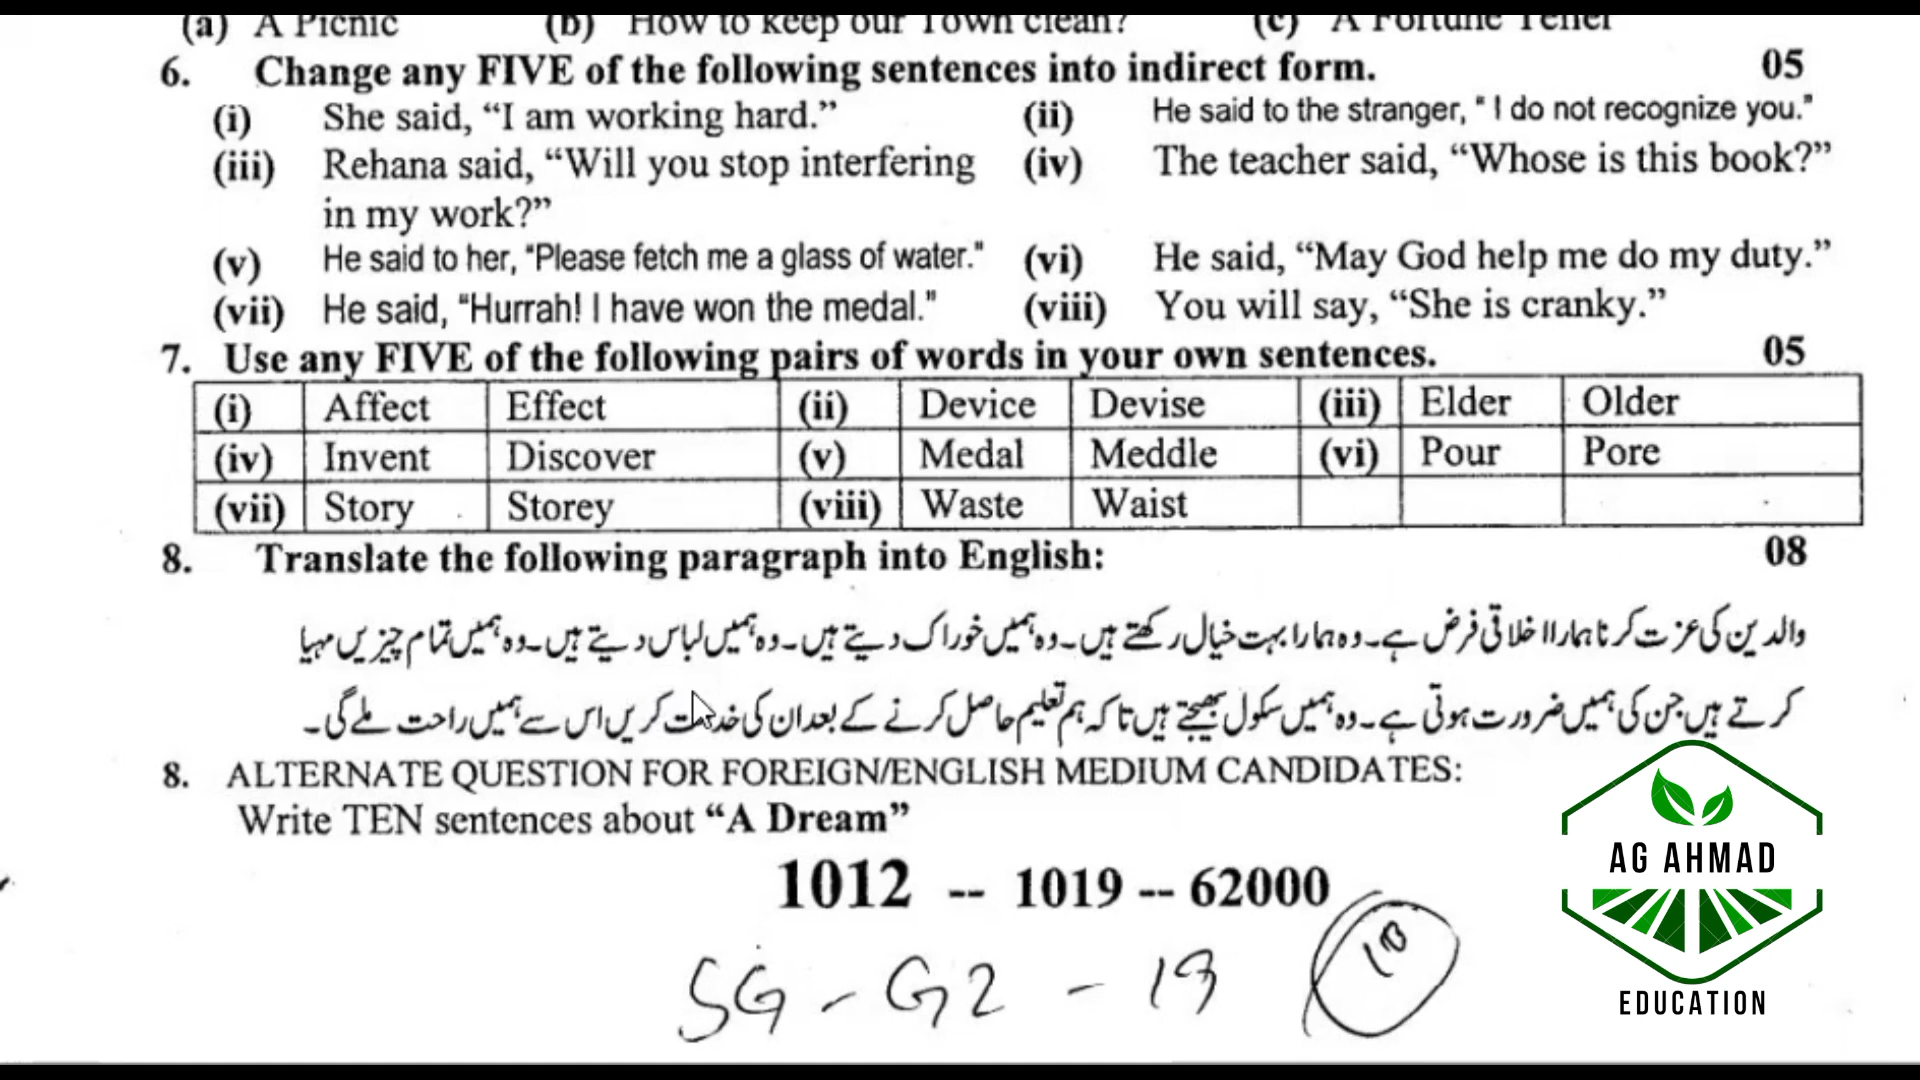 (a) A Picnic (b) How to keep our Town clean? (c) A Fortune Teller
6. Change any FIVE of the following sentences into indirect form. 05
(i) She said, “I am working hard.” (ii) He said to the stranger, " I do not recognize you."
(iii) Rehana said, “Will you stop interfering (iv) The teacher said, “Whose is this book?”
in my work?”
(v) He said to her, "Please fetch me a glass of water." (vi) He said, “May God help me do my duty.”
(vii) He said, "Hurrah! I have won the medal." (viii) You will say, “She is cranky.”
7. Use any FIVE of the following pairs of words in your own sentences. 05
(i) Affect Effect (ii) Device Devise (iii) Elder Older
(iv) Invent Discover (v) Medal Meddle (vi) Pour Pore
(vii) Story Storey (viii) Waste Waist
8. Translate the following paragraph into English: 08
والدین کی عزت کرنا ہمارا اخلاقی فرض ہے۔ وہ ہمارا بہت خیال رکھتے ہیں۔ وہ ہمیں خوراک دیتے ہیں۔ وہ ہمیں لباس دیتے ہیں۔ وہ ہمیں تمام چیزیں مہیا
کرتے ہیں جن کی ہمیں ضرورت ہوتی ہے۔ وہ ہمیں سکول بھیجتے ہیں تاکہ ہم تعلیم حاصل کرنے کے بعد ان کی خدمت کریں اس سے ہمیں راحت ملے گی۔
8. ALTERNATE QUESTION FOR FOREIGN/ENGLISH MEDIUM CANDIDATES:
Write TEN sentences about “A Dream”
1012 -- 1019 -- 62000
SG - G2 - 19
10
AG AHMAD
EDUCATION